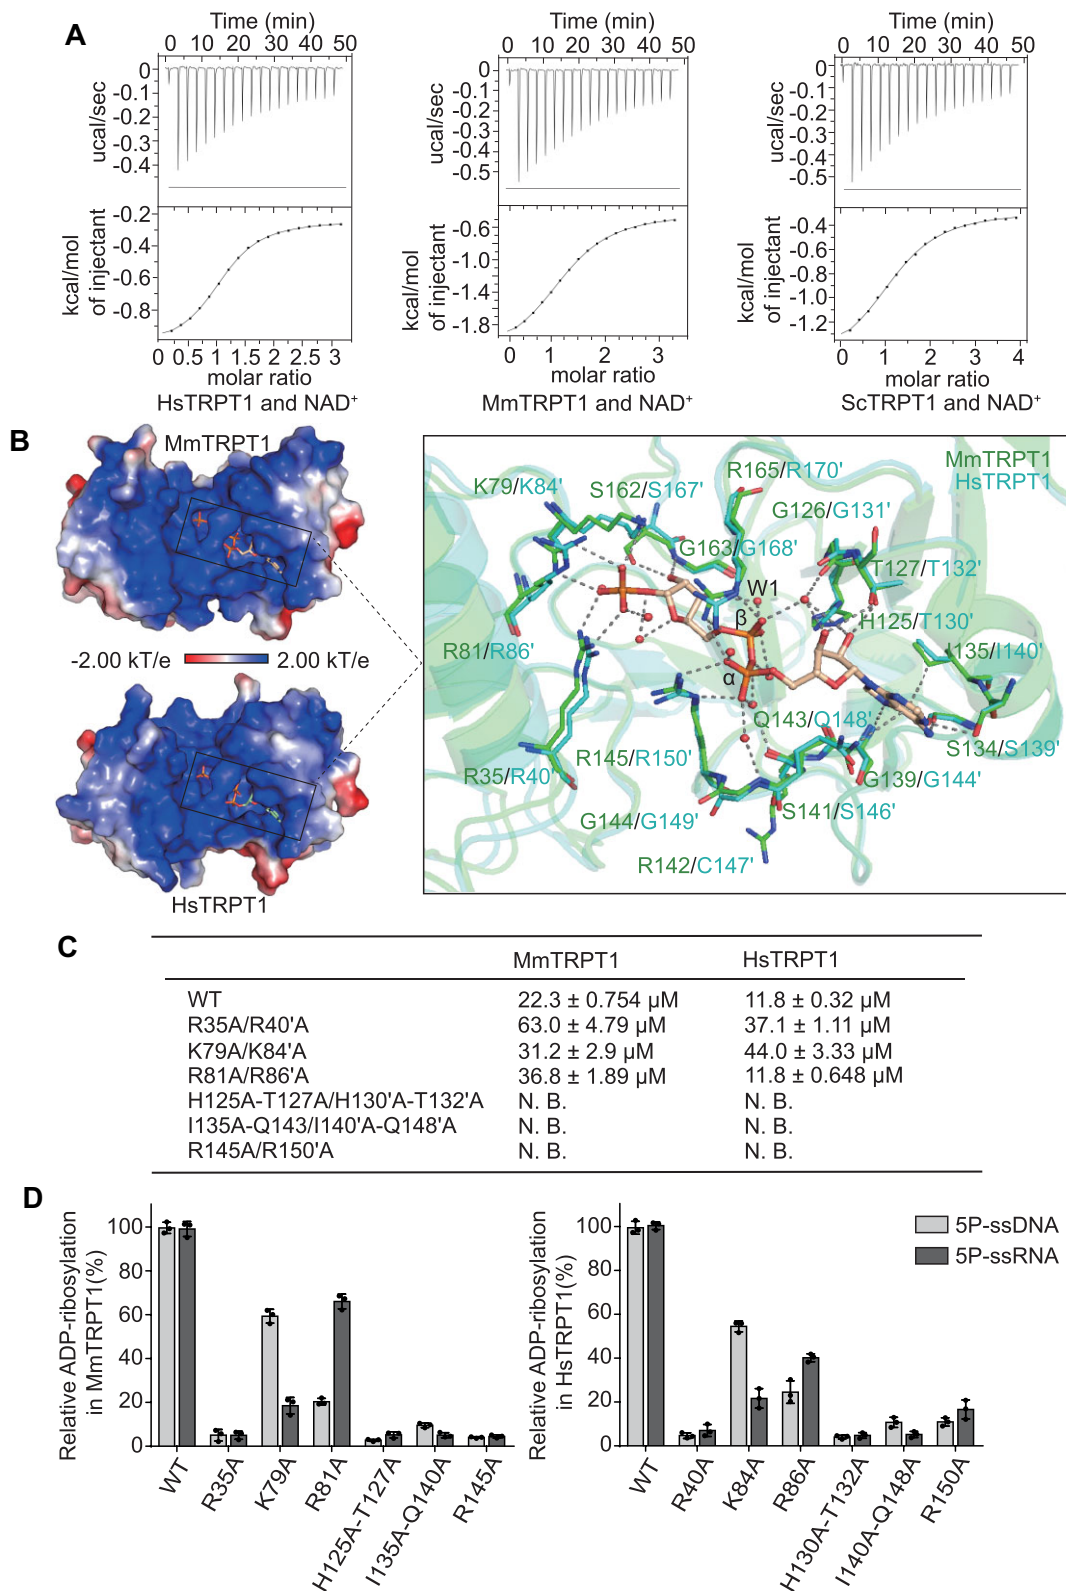 A
Time (min)
0 10 20 30 40 50
ucal/sec
0
-0.1
-0.2
-0.3
-0.4
kcal/mol
of injectant
-0.2
-0.4
-0.6
-0.8
0 0.5 1 1.5 2 2.5 3
molar ratio
HsTRPT1 and NAD+
Time (min)
0 10 20 30 40 50
ucal/sec
0
-0.1
-0.2
-0.3
-0.4
-0.5
kcal/mol
of injectant
-0.6
-1.0
-1.4
-1.8
0 1 2 3
molar ratio
MmTRPT1 and NAD+
Time (min)
0 10 20 30 40 50
ucal/sec
0
-0.1
-0.2
-0.3
-0.4
-0.5
kcal/mol
of injectant
-0.4
-0.6
-0.9
-1.0
-1.2
0 1 2 3 4
molar ratio
ScTRPT1 and NAD+
B
MmTRPT1
-2.00 kT/e 2.00 kT/e
HsTRPT1
MmTRPT1
HsTRPT1
R165/R170'
K79/K84'
S162/S167'
G126/G131'
G163/G168'
T127/T132'
W1
β
H125/T130'
R81/R86'
I135/I140'
α
Q143/Q148'
S134/S139'
R35/R40'
R145/R150'
G139/G144'
G144/G149'
S141/S146'
R142/C147'
C
MmTRPT1 HsTRPT1
WT 22.3 ± 0.754 µM 11.8 ± 0.32 µM
R35A/R40'A 63.0 ± 4.79 µM 37.1 ± 1.11 µM
K79A/K84'A 31.2 ± 2.9 µM 44.0 ± 3.33 µM
R81A/R86'A 36.8 ± 1.89 µM 11.8 ± 0.648 µM
H125A-T127A/H130'A-T132'A N. B. N. B.
I135A-Q143/I140'A-Q148'A N. B. N. B.
R145A/R150'A N. B. N. B.
D
Relative ADP-ribosylation
in MmTRPT1(%)
100
80
60
40
20
0
WT
R35A
K79A
R81A
H125A-T127A
I135A-Q140A
R145A
Relative ADP-ribosylation
in HsTRPT1(%)
100
80
60
40
20
0
WT
R40A
K84A
R86A
H130A-T132A
I140A-Q148A
R150A
5P-ssDNA
5P-ssRNA